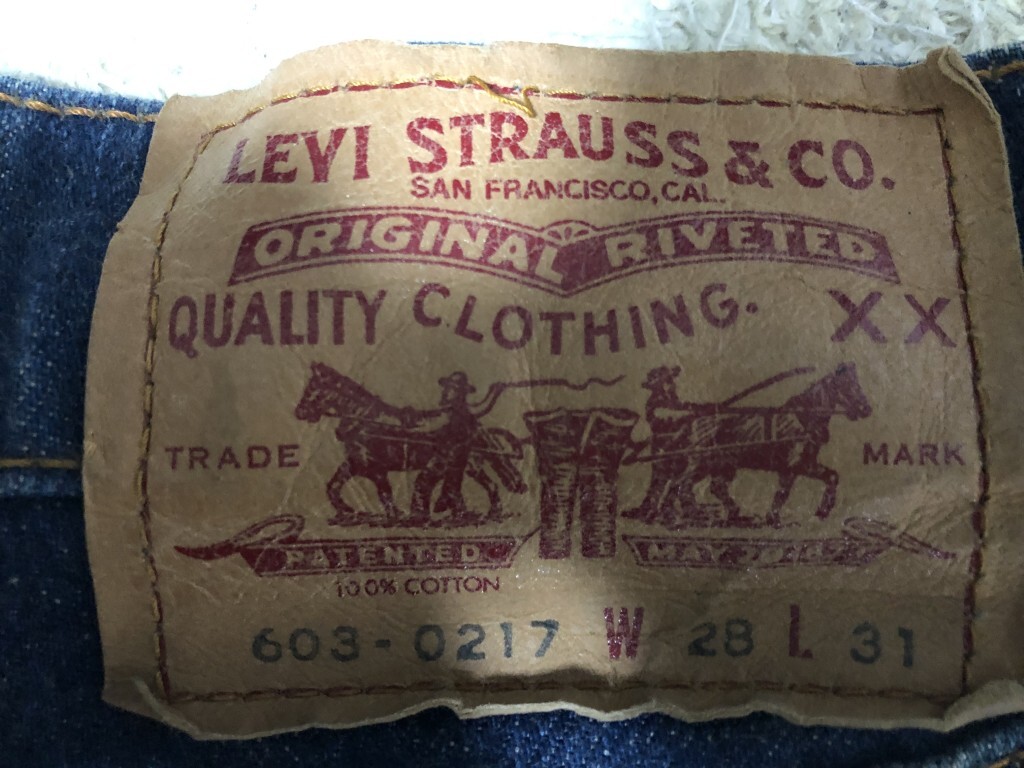 LEVI STRAUSS & CO.
SAN FRANCISCO, CAL.
ORIGINAL RIVETED
QUALITY CLOTHING. XX
TRADE MARK
PATENTED MAY
100% COTTON
603-0217 W 28 L 31